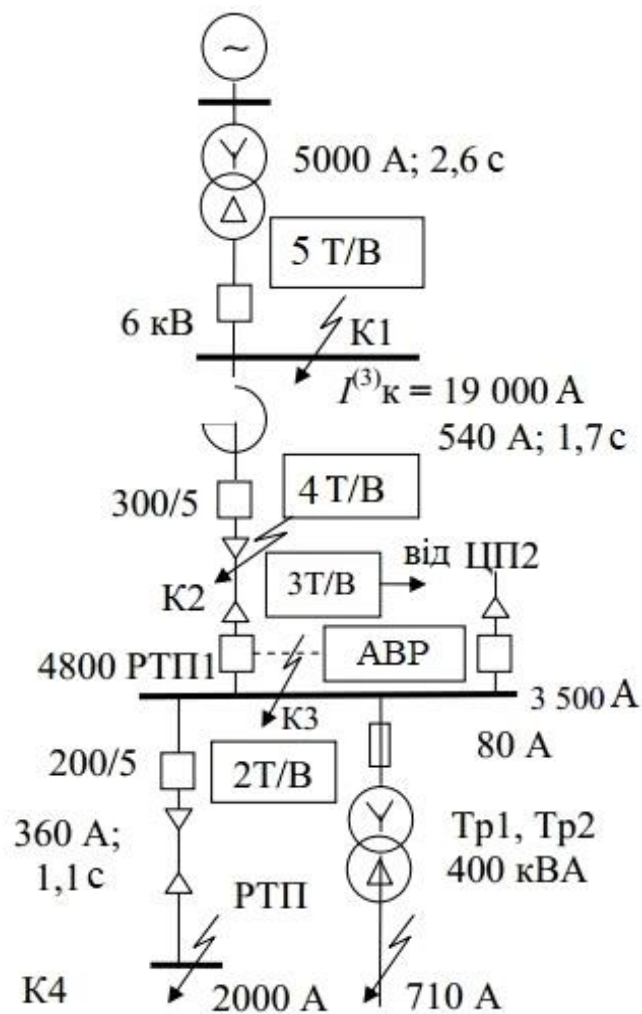 ~
5000 А; 2,6 с
5 Т/В
6 кВ
К1
I⁽³⁾к = 19 000 А
540 А; 1,7 с
300/5
4 Т/В
від ЦП2
3Т/В
К2
4800 РТП1
АВР
3 500 А
К3
200/5
2Т/В
80 А
360 А;
1,1 с
Тр1, Тр2
400 кВА
РТП
К4
2000 А
710 А